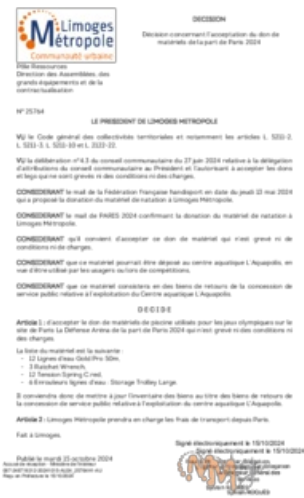 Limoges
Métropole
Communauté urbaine
DECISION
Décision concernant l'acceptation du don de
matériels de la part de Paris 2024
Pôle Ressources
Direction des Assemblées, des
grands équipements et de la
contractualisation
N° 25764
LE PRESIDENT DE LIMOGES METROPOLE
VU le Code général des collectivités territoriales et notamment les articles L. 5211-2,
L. 5211-3, L. 5211-10 et L. 2122-22.
VU la délibération n°4.3 du conseil communautaire du 27 juin 2024 relative à la délégation
d'attributions du conseil communautaire au Président et l'autorisant à accepter les dons
et legs qui ne sont grevés ni des conditions ni des charges.
CONSIDERANT le mail de la Fédération française handisport en date du jeudi 10 mai 2024
qui a proposé la donation du matériel de natation à Limoges Métropole.
CONSIDERANT le mail de PARIS 2024 confirmant la donation du matériel de natation à
Limoges Métropole.
CONSIDERANT qu'il convient d'accepter ce don de matériel qui n'est grevé ni de
conditions ni de charges.
CONSIDERANT que ce matériel pourrait être déposé au centre aquatique L'Aquapolis, en
vue d'être utilisé par les usagers ou lors de compétitions.
CONSIDERANT que ce matériel consistera en des biens de retours de la concession de
service public relative à l'exploitation du Centre aquatique L'Aquapolis.
DECIDE
Article 1 : d'accepter le don de matériels de piscine utilisés pour les jeux olympiques sur le
site de Paris La Défense Aréna de la part de Paris 2024 qui n'est grevé ni des conditions ni
des charges.
La liste du matériel est la suivante :
- 12 Lignes d'eau Gold Pro 50m.
- 3 Ratchet Wrench,
- 12 Tension Spring C red,
- 6 Enrouleurs lignes d'eau : Storage Trolley Large.
Il conviendra donc de mettre à jour l'inventaire des biens au titre des biens de retours
de la concession de service public relative à l'exploitation du centre aquatique L'Aquapolis.
Article 2 : Limoges Métropole prendra en charge les frais de transport depuis Paris.
Fait à Limoges.
Signé électroniquement le 15/10/2024
Publié le mardi 15 octobre 2024